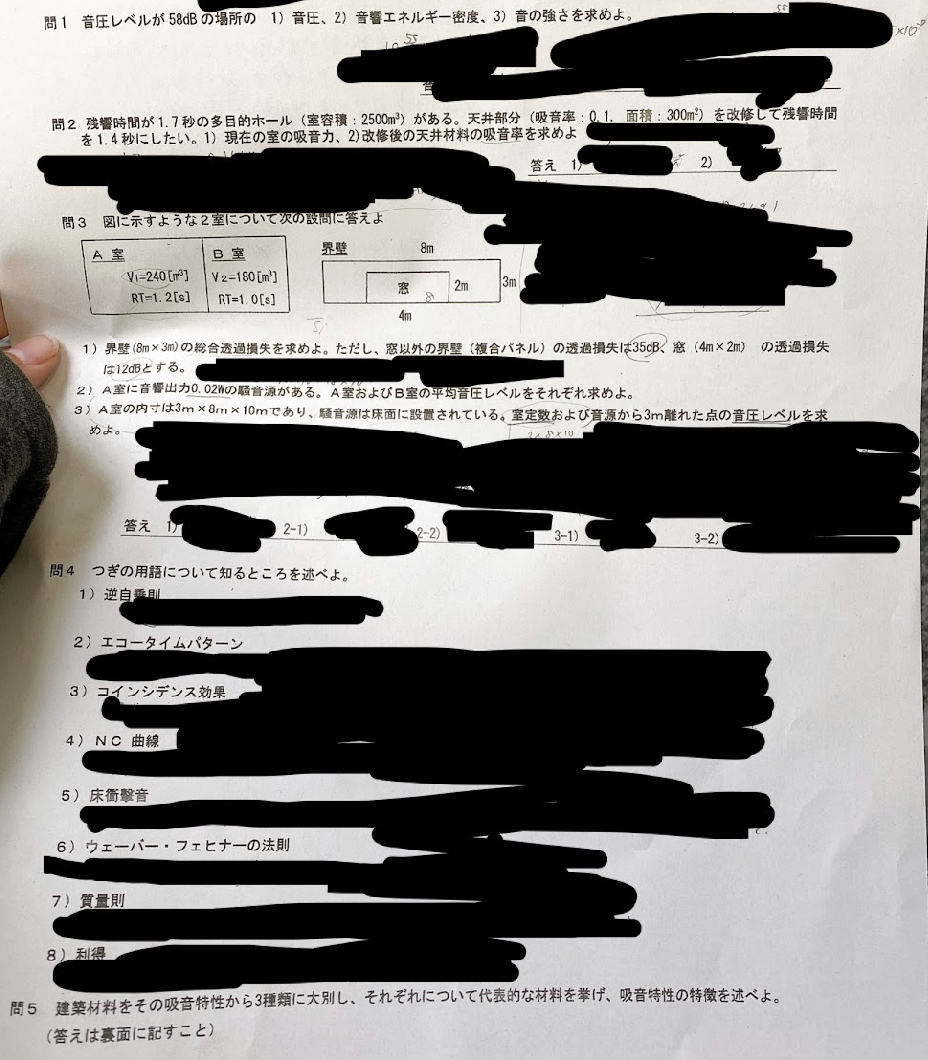 問1 音圧レベルが58dBの場所の 1）音圧、2）音響エネルギー密度、3）音の強さを求めよ。
55
問2 残響時間が1.7秒の多目的ホール（室容積：2500m³）がある。天井部分（吸音率：0.1、面積：300m²）を改修して残響時間
を1.4秒にしたい。1）現在の室の吸音力、2）改修後の天井材料の吸音率を求めよ
答え 1） 2）
問3 図に示すような2室について次の設問に答えよ
A 室 B 室 界壁 8m
V₁=240[m³] V₂=180[m³] 窓 2m 3m
RT=1.2[s] RT=1.0[s]
4m
1）界壁(8m×3m)の総合透過損失を求めよ。ただし、窓以外の界壁（複合パネル）の透過損失は35dB、窓（4m×2m） の透過損失
は12dBとする。
2）A室に音響出力0.02Wの騒音源がある。A室およびB室の平均音圧レベルをそれぞれ求めよ。
3）A室の内寸は3m×8m×10mであり、騒音源は床面に設置されている。室定数および音源から3m離れた点の音圧レベルを求
めよ。
答え 1） 2-1） 2-2） 3-1） 3-2）
問4 つぎの用語について知るところを述べよ。
1）逆自乗則
2）エコータイムパターン
3）コインシデンス効果
4）NC 曲線
5）床衝撃音
6）ウェーバー・フェヒナーの法則
7）質量則
8）利得
問5 建築材料をその吸音特性から3種類に大別し、それぞれについて代表的な材料を挙げ、吸音特性の特徴を述べよ。
（答えは裏面に記すこと）